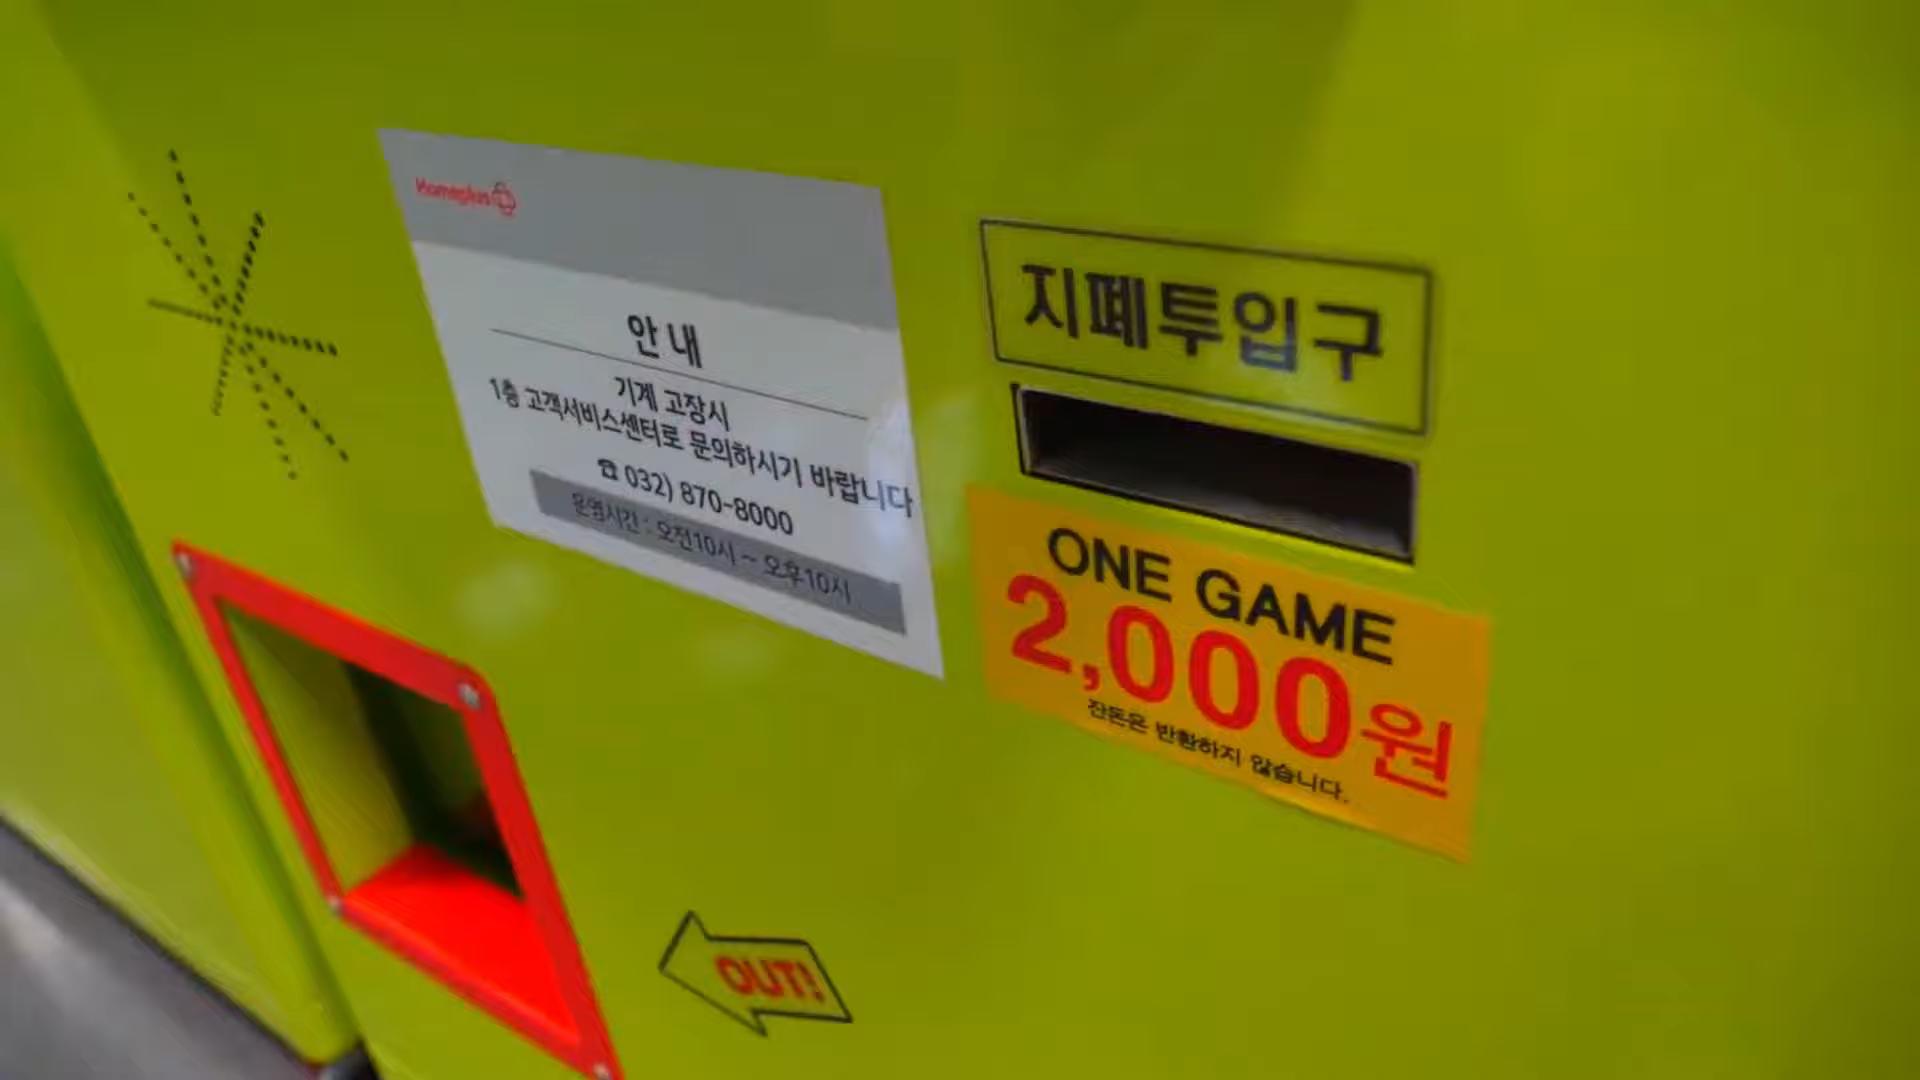 Homeplus
안내
기계 고장시
1층 고객서비스센터로 문의하시기 바랍니다
☎ 032) 870-8000
운영시간 : 오전10시 ~ 오후10시
지폐투입구
ONE GAME
2,000원
잔돈은 반환하지 않습니다.
OUT!